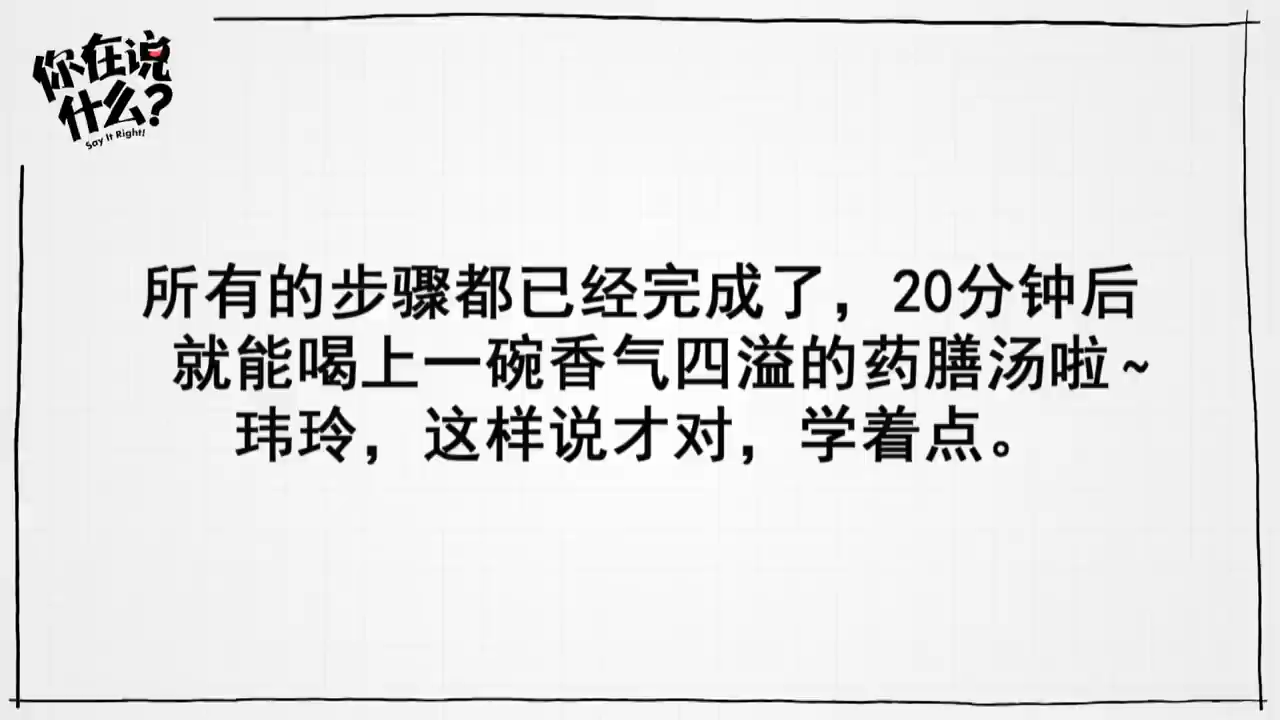 你在说
什么?
Say It Right!
所有的步骤都已经完成了，20分钟后
就能喝上一碗香气四溢的药膳汤啦~
玮玲，这样说才对，学着点。